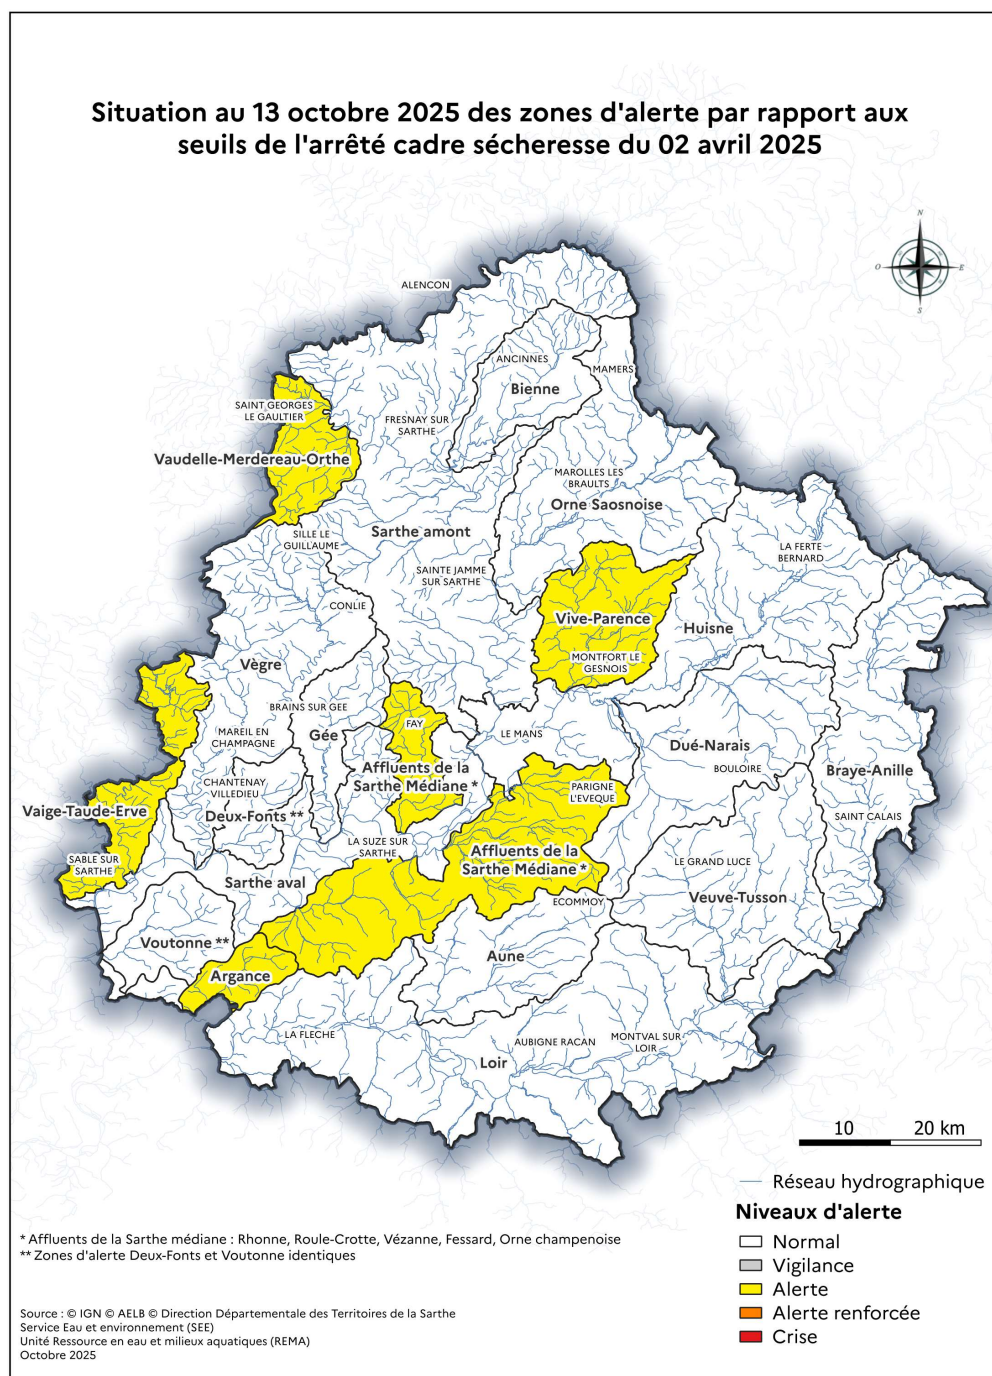 Situation au 13 octobre 2025 des zones d'alerte par rapport aux
seuils de l'arrêté cadre sécheresse du 02 avril 2025
N
O
E
S
ALENCON
ANCINNES
MAMERS
Bienne
SAINT GEORGES
LE GAULTIER
FRESNAY SUR
SARTHE
Vaudelle-Merdereau-Orthe
MAROLLES LES
BRAULTS
Orne Saosnoise
SILLE LE
GUILLAUME
Sarthe amont
LA FERTE
BERNARD
SAINTE JAMME
SUR SARTHE
CONLIE
Vive-Parence
Huisne
MONTFORT LE
GESNOIS
Vègre
BRAINS SUR GEE
FAY
MAREIL EN
CHAMPAGNE
Gée
LE MANS
Dué-Narais
Affluents de la
Sarthe Médiane *
BOULOIRE
Braye-Anille
CHANTENAY
VILLEDIEU
PARIGNE
L'EVEQUE
Vaige-Taude-Erve
Deux-Fonts **
SAINT CALAIS
SABLE SUR
SARTHE
LA SUZE SUR
SARTHE
Affluents de la
Sarthe Médiane *
LE GRAND LUCE
Sarthe aval
ECOMMOY
Veuve-Tusson
Voutonne **
Aune
Argance
LA FLECHE
AUBIGNE RACAN
MONTVAL SUR
LOIR
Loir
10
20 km
Réseau hydrographique
Niveaux d'alerte
Normal
Vigilance
Alerte
Alerte renforcée
Crise
* Affluents de la Sarthe médiane : Rhonne, Roule-Crotte, Vézanne, Fessard, Orne champenoise
** Zones d'alerte Deux-Fonts et Voutonne identiques
Source : © IGN © AELB © Direction Départementale des Territoires de la Sarthe
Service Eau et environnement (SEE)
Unité Ressource en eau et milieux aquatiques (REMA)
Octobre 2025